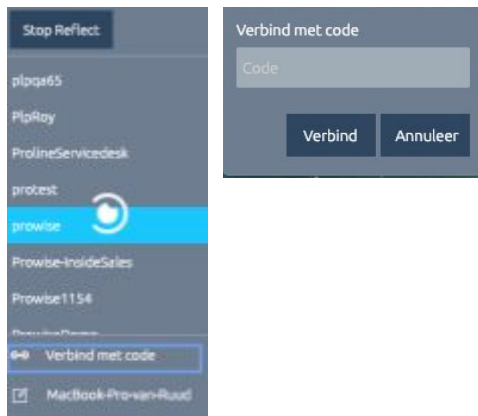 Stop Reflect
plpqa65
PlpRoy
ProlineServicedesk
protest
prowise
Prowise-InsideSales
Prowise1154
ProwiseDemo
Verbind met code
MacBook-Pro-van-Ruud
Verbind met code
Code
Verbind Annuleer